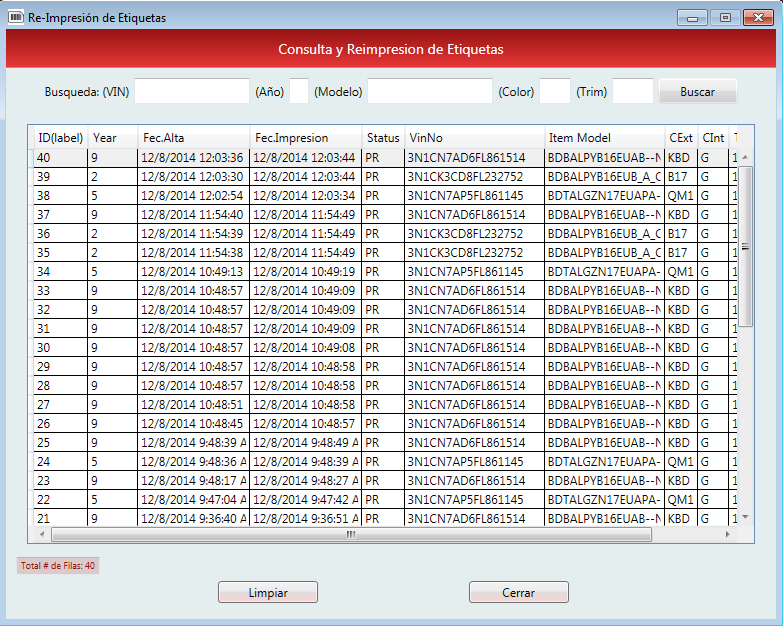 Re-Impresión de Etiquetas
Consulta y Reimpresion de Etiquetas
Busqueda: (VIN) (Año) (Modelo) (Color) (Trim) Buscar
ID(label) Year Fec.Alta Fec.Impresion Status VinNo Item Model CExt CInt T
40 9 12/8/2014 12:03:36 12/8/2014 12:03:44 PR 3N1CN7AD6FL861514 BDBALPYB16EUAB--N KBD G 1
39 2 12/8/2014 12:03:30 12/8/2014 12:02:54 PR 3N1CK3CD8FL232752 BDBALPYB16EUB_A_C B17 G 1
38 5 12/8/2014 12:02:54 12/8/2014 12:03:34 PR 3N1CN7AP5FL861145 BDTALGZN17EUAPA- QM1 G 1
37 9 12/8/2014 11:54:40 12/8/2014 11:54:49 PR 3N1CN7AD6FL861514 BDBALPYB16EUAB--N KBD G 1
36 2 12/8/2014 11:54:39 12/8/2014 11:54:49 PR 3N1CK3CD8FL232752 BDBALPYB16EUB_A_C B17 G 1
35 2 12/8/2014 11:54:38 12/8/2014 11:54:49 PR 3N1CK3CD8FL232752 BDBALPYB16EUB_A_C B17 G 1
34 5 12/8/2014 10:49:13 12/8/2014 10:49:19 PR 3N1CN7AP5FL861145 BDTALGZN17EUAPA- QM1 G 1
33 9 12/8/2014 10:48:57 12/8/2014 10:49:09 PR 3N1CN7AD6FL861514 BDBALPYB16EUAB--N KBD G 1
32 9 12/8/2014 10:48:57 12/8/2014 10:49:09 PR 3N1CN7AD6FL861514 BDBALPYB16EUAB--N KBD G 1
31 9 12/8/2014 10:48:57 12/8/2014 10:49:09 PR 3N1CN7AD6FL861514 BDBALPYB16EUAB--N KBD G 1
30 9 12/8/2014 10:48:57 12/8/2014 10:49:08 PR 3N1CN7AD6FL861514 BDBALPYB16EUAB--N KBD G 1
29 9 12/8/2014 10:48:57 12/8/2014 10:48:58 PR 3N1CN7AD6FL861514 BDBALPYB16EUAB--N KBD G 1
28 9 12/8/2014 10:48:57 12/8/2014 10:48:58 PR 3N1CN7AD6FL861514 BDBALPYB16EUAB--N KBD G 1
27 9 12/8/2014 10:48:51 12/8/2014 10:48:58 PR 3N1CN7AD6FL861514 BDBALPYB16EUAB--N KBD G 1
26 9 12/8/2014 10:48:45 12/8/2014 10:48:57 PR 3N1CN7AD6FL861514 BDBALPYB16EUAB--N KBD G 1
25 9 12/8/2014 9:48:39 A 12/8/2014 9:48:49 A PR 3N1CN7AD6FL861514 BDBALPYB16EUAB--N KBD G 1
24 5 12/8/2014 9:48:36 A 12/8/2014 9:48:39 A PR 3N1CN7AP5FL861145 BDTALGZN17EUAPA- QM1 G 1
23 9 12/8/2014 9:48:17 A 12/8/2014 9:48:27 A PR 3N1CN7AD6FL861514 BDBALPYB16EUAB--N KBD G 1
22 5 12/8/2014 9:47:04 A 12/8/2014 9:47:42 A PR 3N1CN7AP5FL861145 BDTALGZN17EUAPA- QM1 G 1
21 9 12/8/2014 9:36:40 A 12/8/2014 9:36:51 A PR 3N1CN7AD6FL861514 BDBALPYB16EUAB--N KBD G 1
Total # de Filas: 40
Limpiar Cerrar